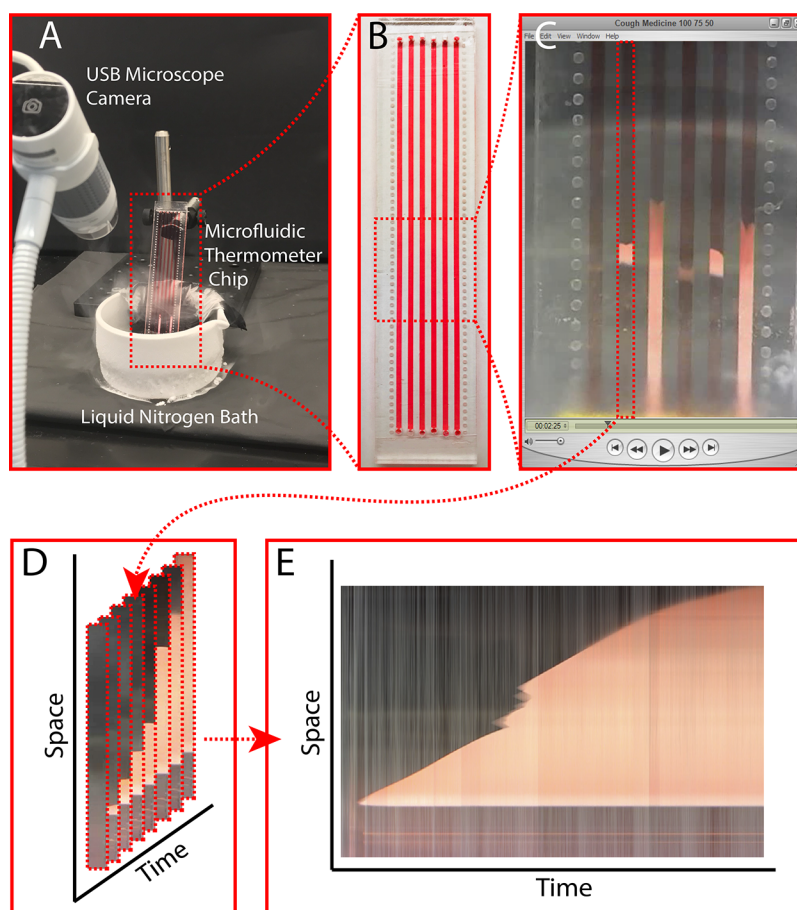 A
USB Microscope
Camera
Microfluidic
Thermometer
Chip
Liquid Nitrogen Bath
B
C
Cough Medicine 100 75 50
File Edit View Window Help
00:02:25
D
Space
Time
E
Space
Time